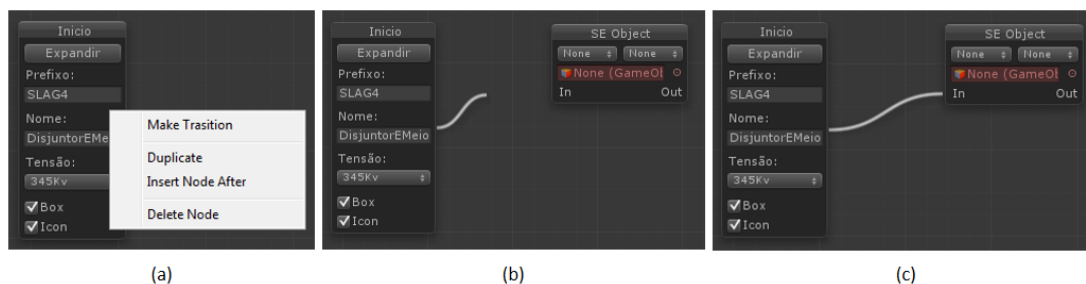 Inicio
Expandir
Prefixo:
SLAG4
Nome:
DisjuntorEMe
Tensão:
345Kv
Box
Icon
Make Trasition
Duplicate
Insert Node After
Delete Node
(a)
Inicio
Expandir
Prefixo:
SLAG4
Nome:
DisjuntorEMeio
Tensão:
345Kv
Box
Icon
SE Object
None None
None (GameOl
In Out
(b)
Inicio
Expandir
Prefixo:
SLAG4
Nome:
DisjuntorEMeio
Tensão:
345Kv
Box
Icon
SE Object
None None
None (GameOl
In Out
(c)